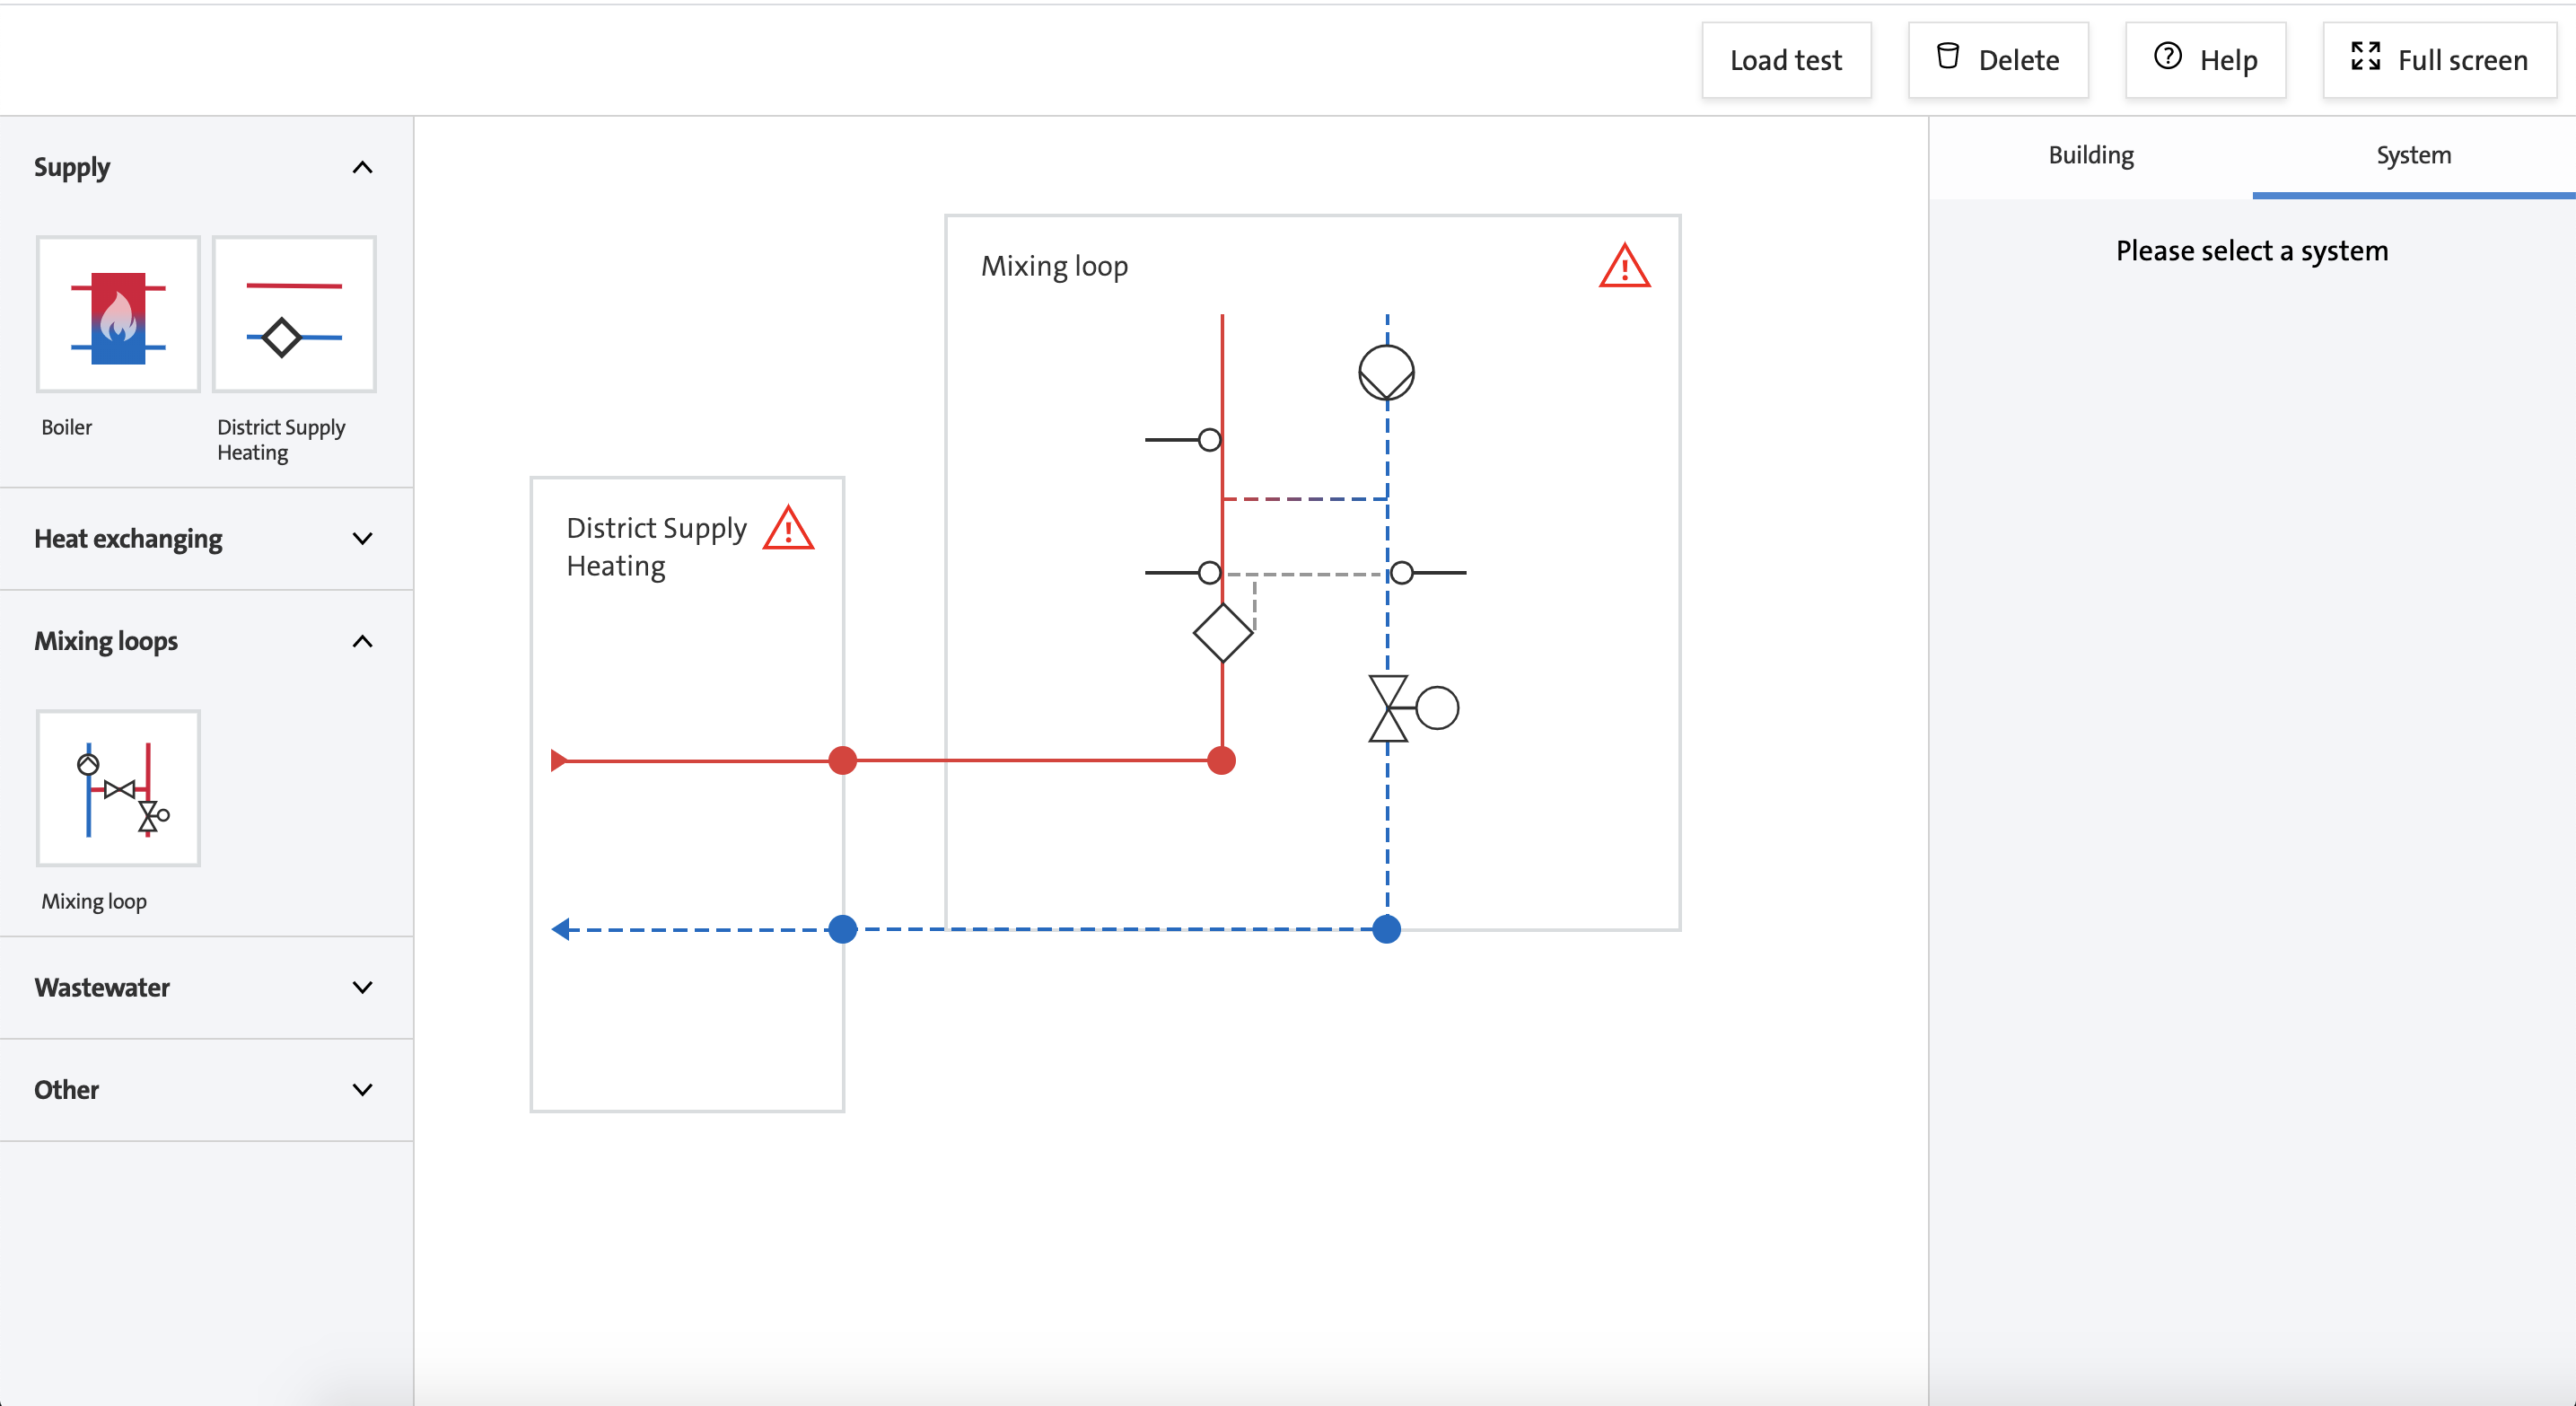 Load test
Delete
Help
Full screen
Supply
Boiler
District Supply
Heating
Heat exchanging
Mixing loops
Mixing loop
Wastewater
Other
Mixing loop
District Supply
Heating
Building
System
Please select a system